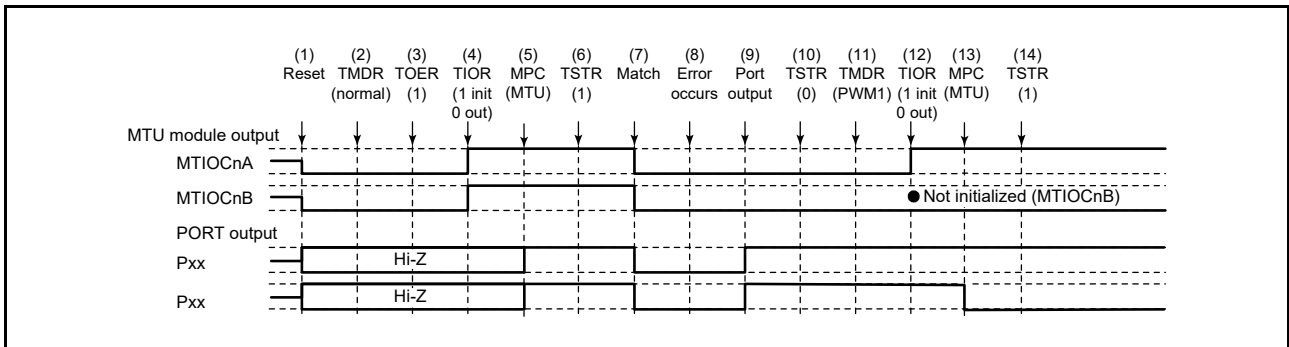 (1) (2) (3) (4) (5) (6) (7) (8) (9) (10) (11) (12) (13) (14)
Reset TMDR TOER TIOR MPC TSTR Match Error Port TSTR TMDR TIOR MPC TSTR
(normal) (1) (1 init (MTU) (1) occurs output (0) (PWM1) (1 init (MTU) (1)
0 out) 0 out)
MTU module output
MTIOCnA
MTIOCnB ● Not initialized (MTIOCnB)
PORT output
Pxx Hi-Z
Pxx Hi-Z